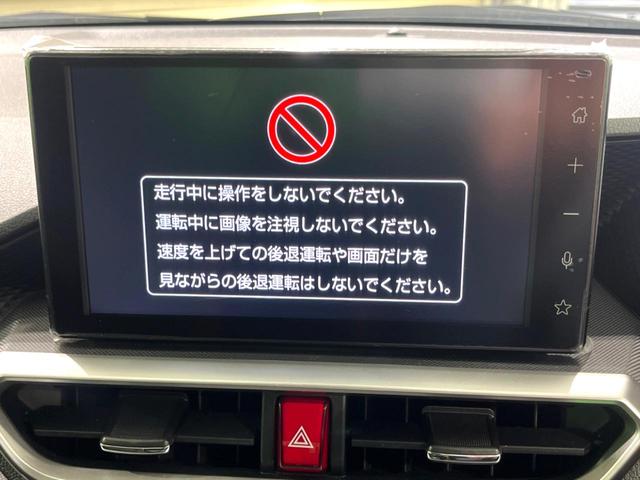 走行中に操作をしないでください。
運転中に画像を注視しないでください。
速度を上げての後退運転や画面だけを
見ながらの後退運転はしないでください。